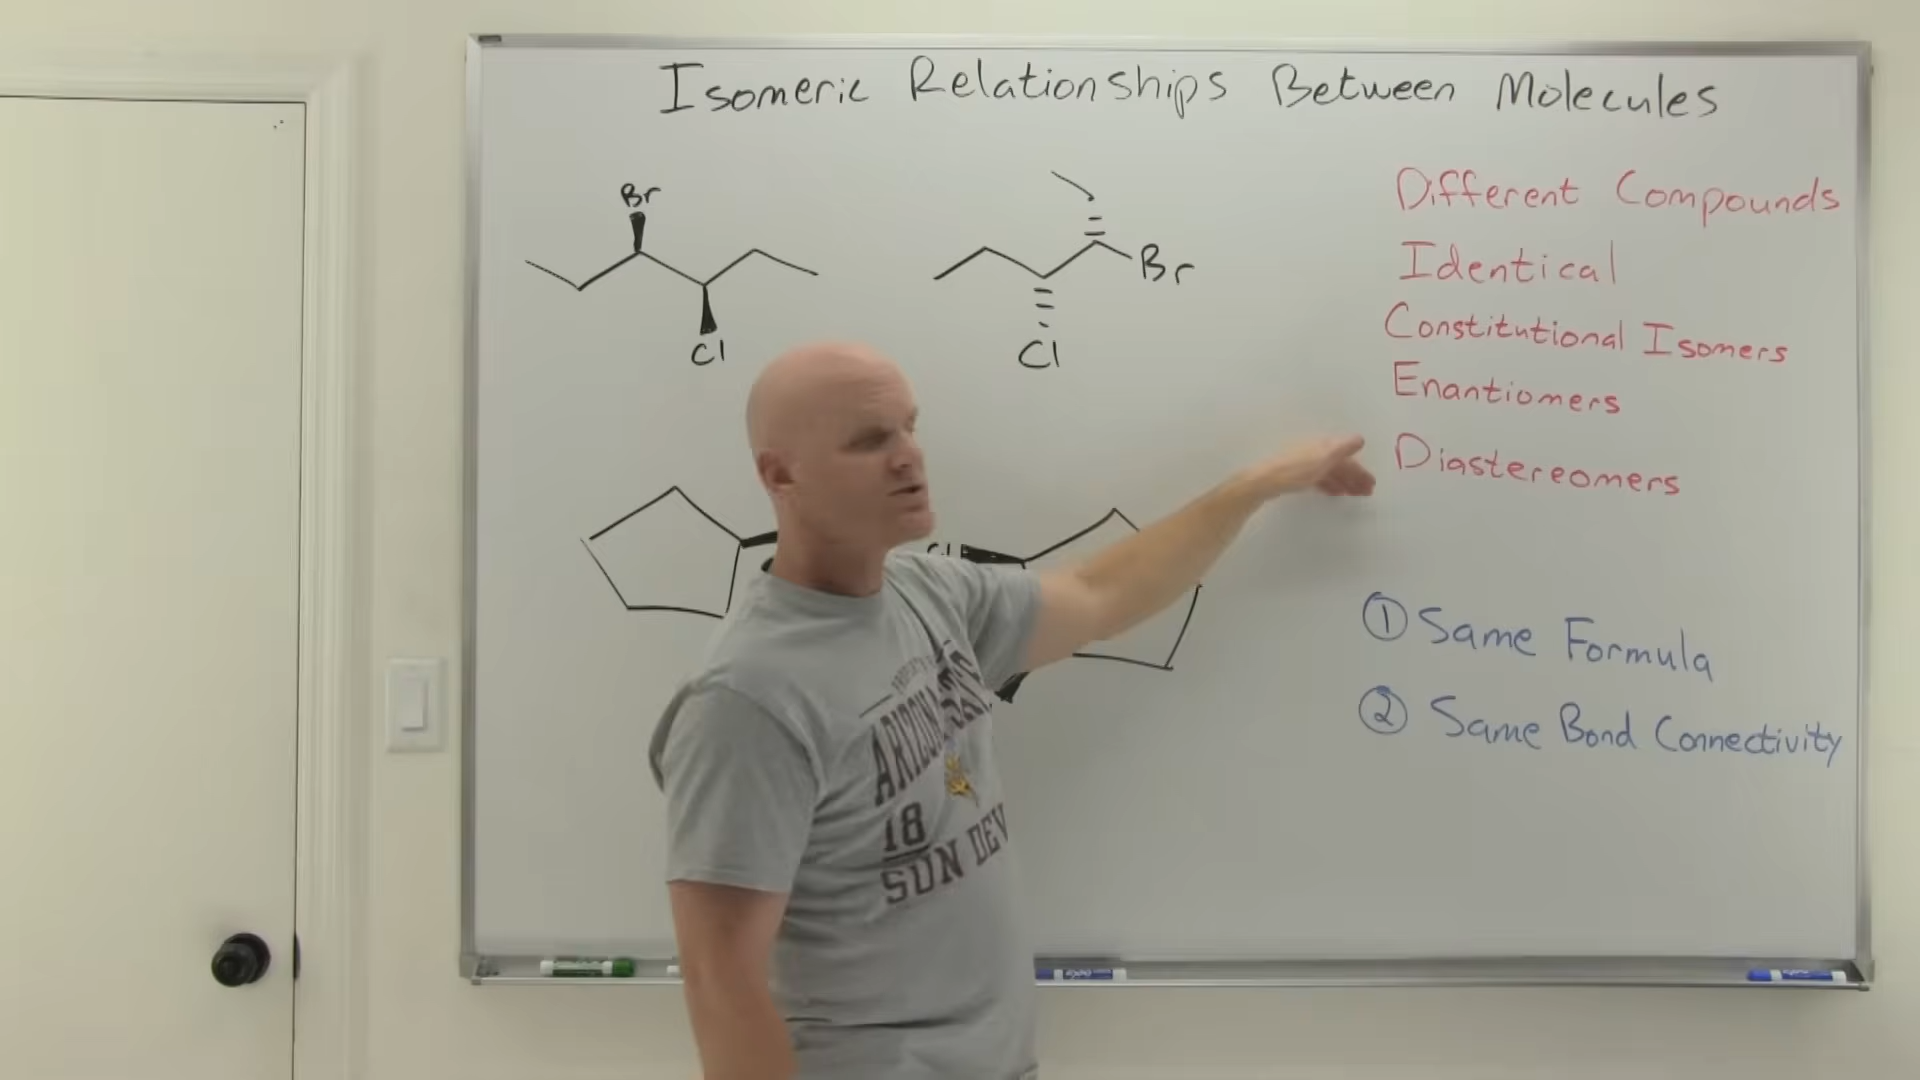 Isomeric Relationships Between Molecules
Br
Cl
Br
Cl
Different Compounds
Identical
Constitutional Isomers
Enantiomers
Diastereomers
① Same Formula
② Same Bond Connectivity
ARIZONA
18
SUN DEV